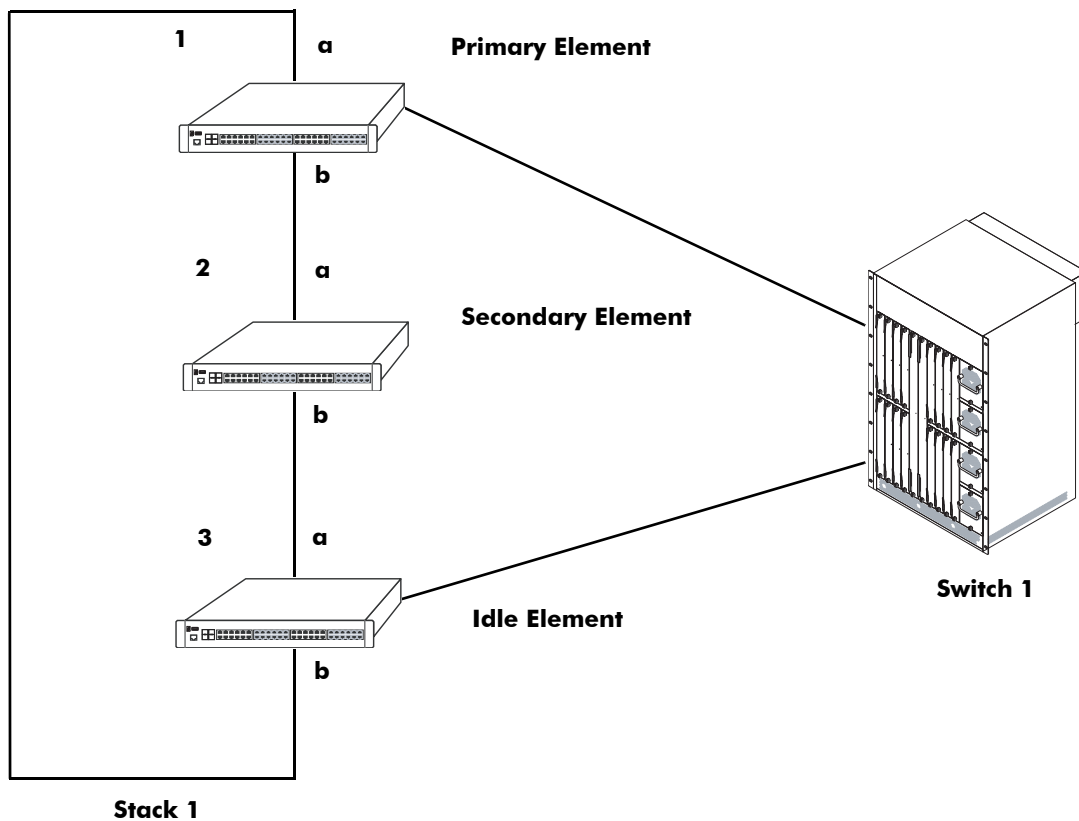 1
a
Primary Element
b
2
a
Secondary Element
b
3
a
Idle Element
b
Switch 1
Stack 1